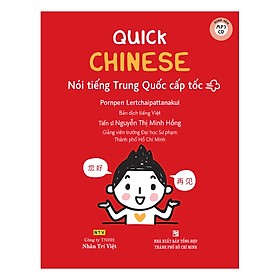 MP3
CD
QUICK
CHINESE
Nói tiếng Trung Quốc cấp tốc
Pornpen Lertchaipattanakul
Bản dịch tiếng Việt
Tiến sĩ Nguyễn Thị Minh Hồng
Giảng viên trường Đại học Sư phạm
Thành phố Hồ Chí Minh
您好
再见
NTV
Công ty TNHH
Nhân Trí Việt
NHÀ XUẤT BẢN TỔNG HỢP
THÀNH PHỐ HỒ CHÍ MINH